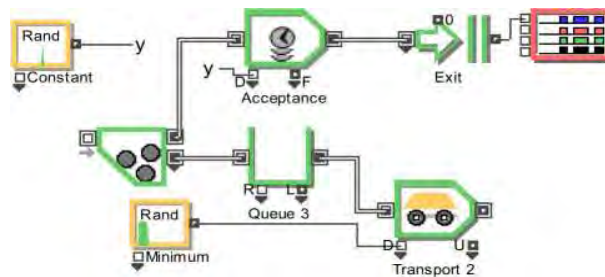 Rand
y
Constant
0
Exit
y
D
F
Acceptance
R
L
Queue 3
Rand
Minimum
D
U
Transport 2